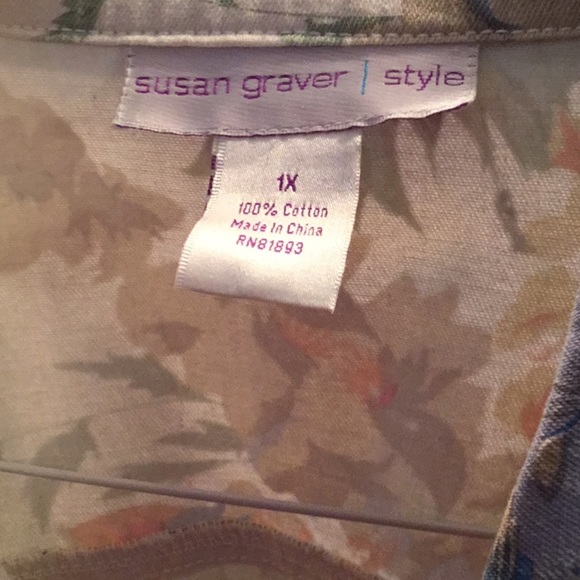 susan graver | style
1X
100% Cotton
Made In China
RN81893